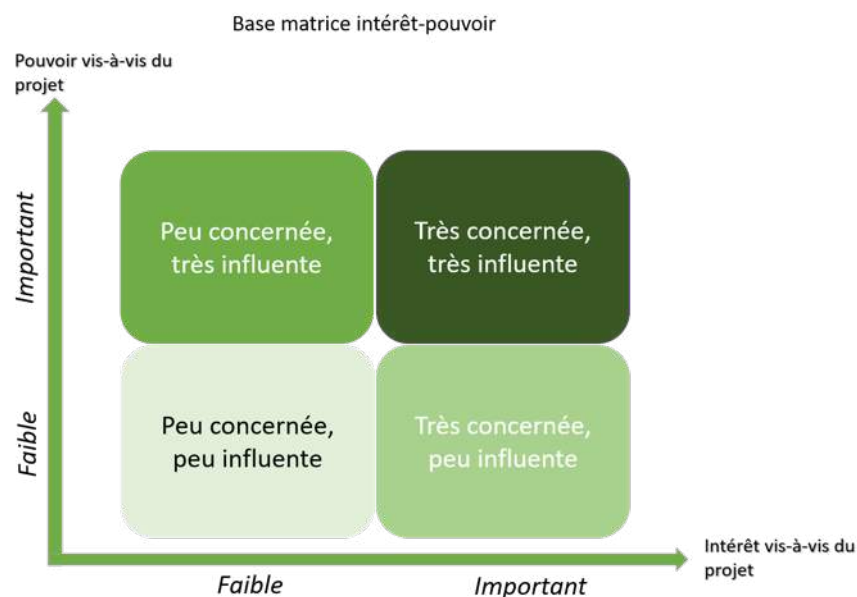 Base matrice intérêt-pouvoir
Pouvoir vis-à-vis du
projet
Important
Peu concernée,
très influente
Très concernée,
très influente
Faible
Peu concernée,
peu influente
Très concernée,
peu influente
Intérêt vis-à-vis du
projet
Faible
Important